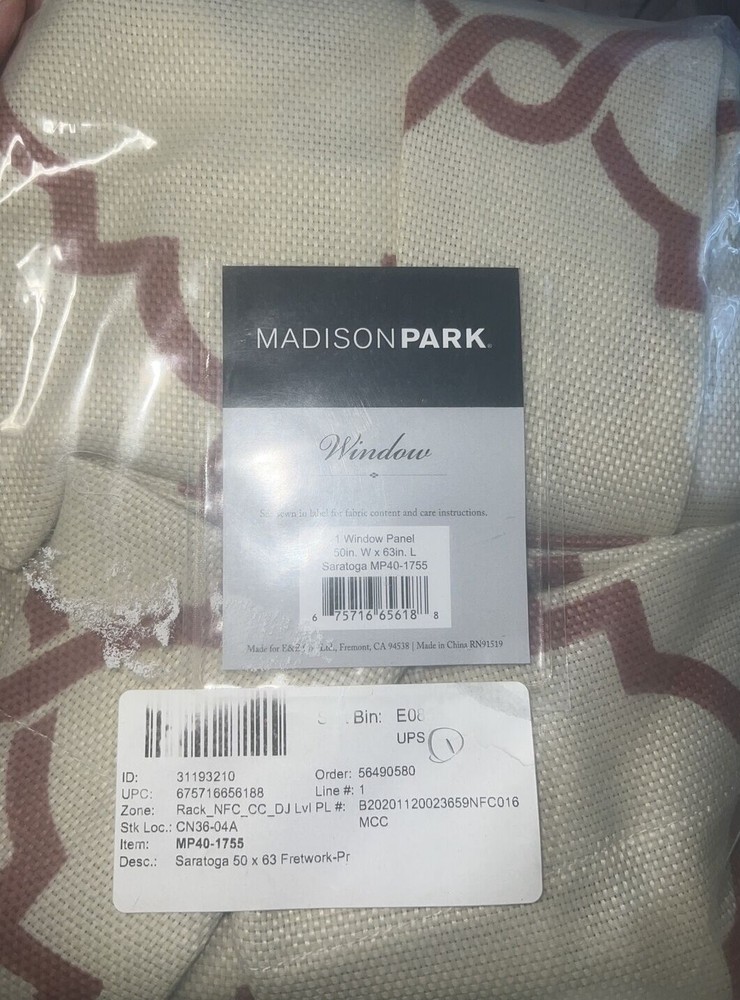 MADISONPARK®
Window
sewn in label for fabric content and care instructions.
1 Window Panel
50in. W x 63in. L
Saratoga MP40-1755
6 75716 65618 8
Made for E&E Ltd., Fremont, CA 94538 | Made in China RN91519
Bin: E08
UPS 1
ID: 31193210
Order: 56490580
UPC: 675716656188
Line #: 1
Zone: Rack_NFC_CC_DJ Lvl
PL #: B20201120023659NFC016
MCC
Stk Loc.: CN36-04A
Item: MP40-1755
Desc.: Saratoga 50 x 63 Fretwork-Pr